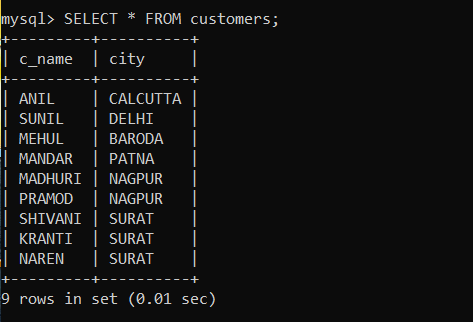 mysql> SELECT * FROM customers;
+---------+----------+
| c_name  | city     |
+---------+----------+
| ANIL    | CALCUTTA |
| SUNIL   | DELHI    |
| MEHUL   | BARODA   |
| MANDAR  | PATNA    |
| MADHURI | NAGPUR   |
| PRAMOD  | NAGPUR   |
| SHIVANI | SURAT    |
| KRANTI  | SURAT    |
| NAREN   | SURAT    |
+---------+----------+
9 rows in set (0.01 sec)